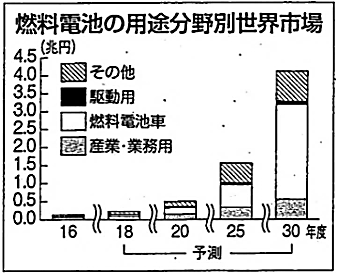 燃料電池の用途分野別世界市場
(兆円)
4.5
4.0
3.5
3.0
2.5
2.0
1.5
1.0
0.5
0.0
その他
駆動用
燃料電池車
産業・業務用
16 18 20 25 30 年度
予測